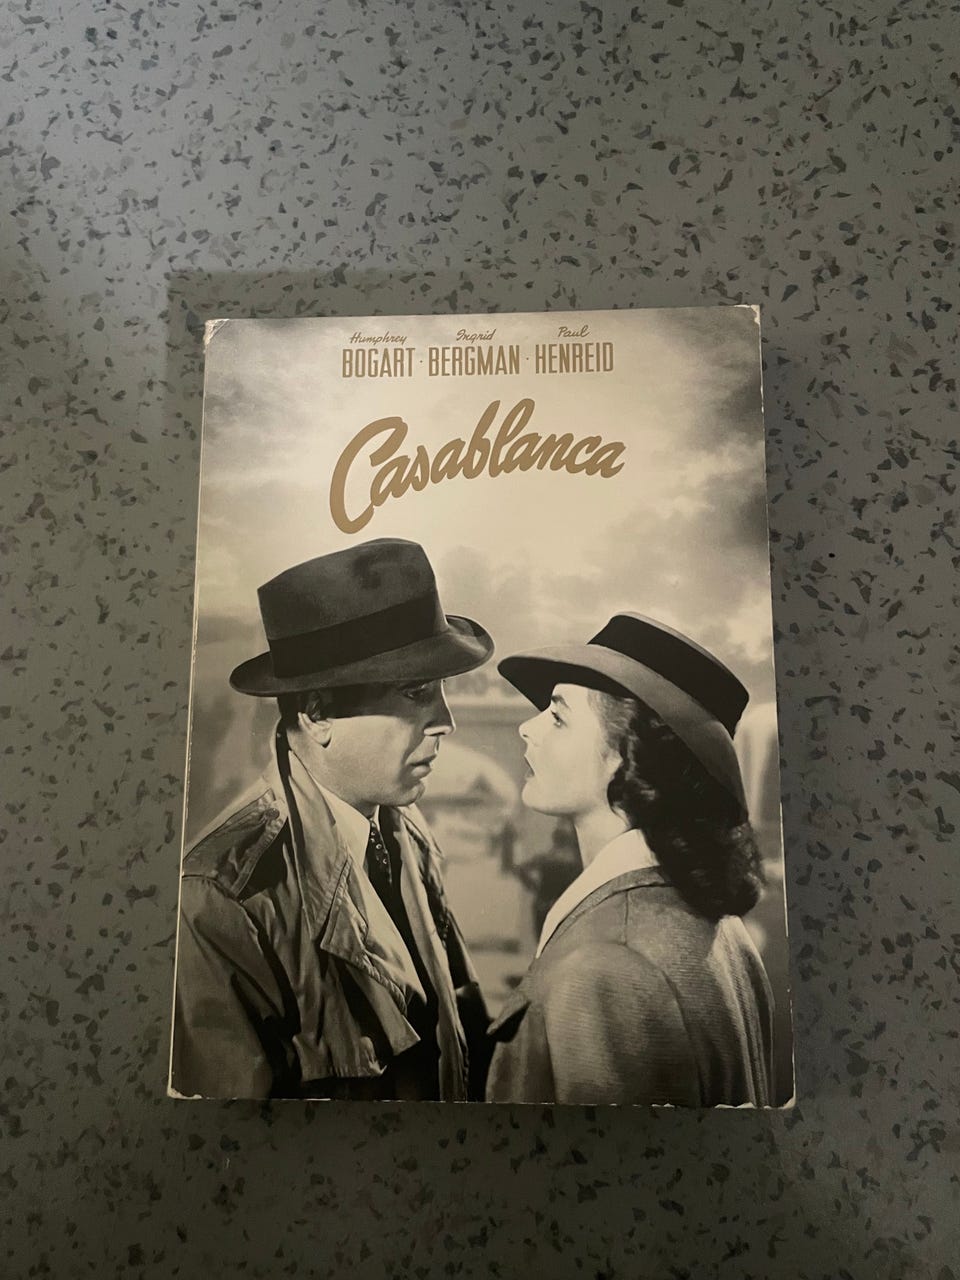 Humphrey Ingrid Paul
BOGART · BERGMAN · HENREID
Casablanca